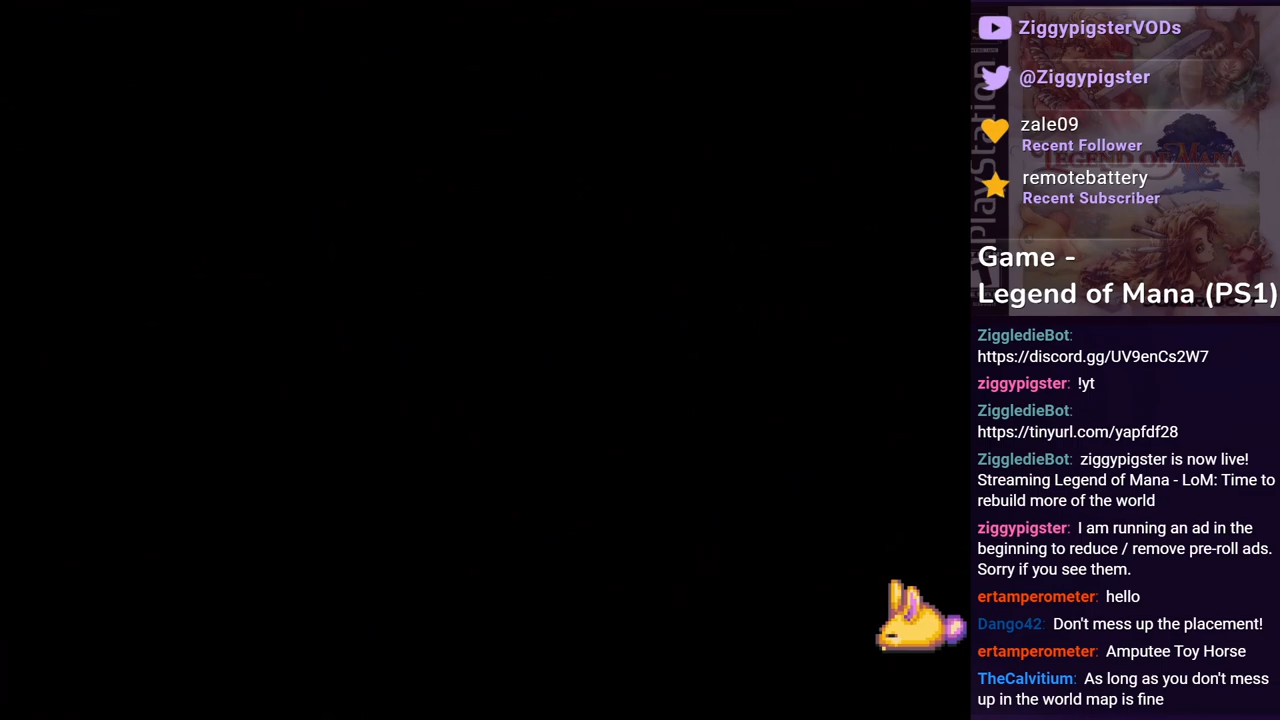 ZiggypigsterVODs
@Ziggypigster
zale09
Recent Follower
remotebattery
Recent Subscriber
PlayStation
LEGEND OF MANA
Game -
Legend of Mana (PS1)
ZiggledieBot:
https://discord.gg/UV9enCs2W7
ziggypigster: !yt
ZiggledieBot:
https://tinyurl.com/yapfdf28
ZiggledieBot: ziggypigster is now live!
Streaming Legend of Mana - LoM: Time to
rebuild more of the world
ziggypigster: I am running an ad in the
beginning to reduce / remove pre-roll ads.
Sorry if you see them.
ertamperometer: hello
Dango42: Don't mess up the placement!
ertamperometer: Amputee Toy Horse
TheCalvitium: As long as you don't mess
up in the world map is fine